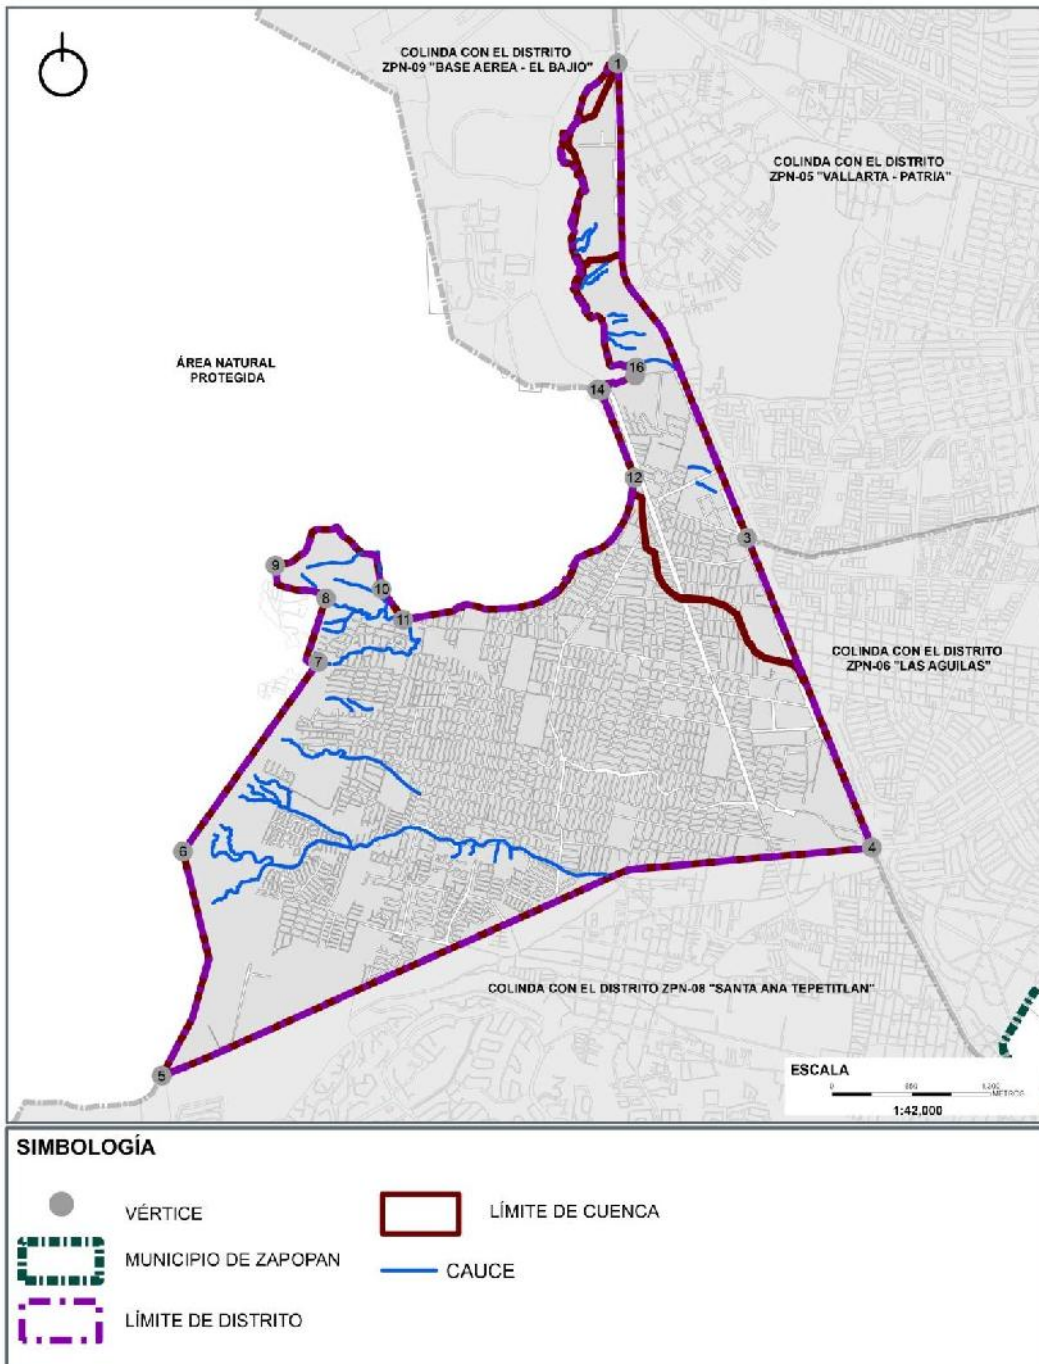 COLINDA CON EL DISTRITO
ZPN-09 "BASE AEREA - EL BAJIO"
1
COLINDA CON EL DISTRITO
ZPN-05 "VALLARTA - PATRIA"
ÁREA NATURAL
PROTEGIDA
16
14
12
3
9
8
10
11
7
COLINDA CON EL DISTRITO
ZPN-06 "LAS AGUILAS"
6
4
COLINDA CON EL DISTRITO ZPN-08 "SANTA ANA TEPETITLAN"
5
ESCALA
0
METROS
1:42,000
SIMBOLOGÍA
VÉRTICE
LÍMITE DE CUENCA
MUNICIPIO DE ZAPOPAN
CAUCE
LÍMITE DE DISTRITO